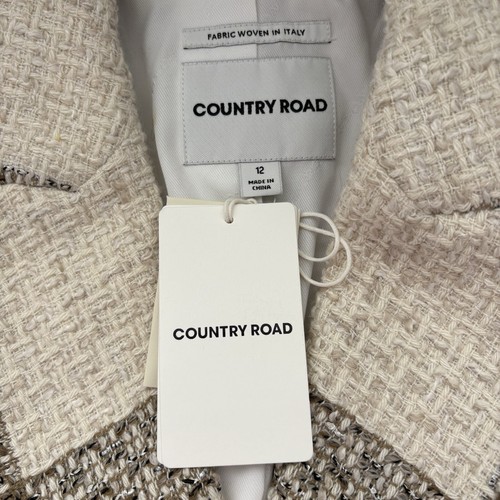 FABRIC WOVEN IN ITALY
COUNTRY ROAD
12
MADE IN
CHINA
COUNTRY ROAD